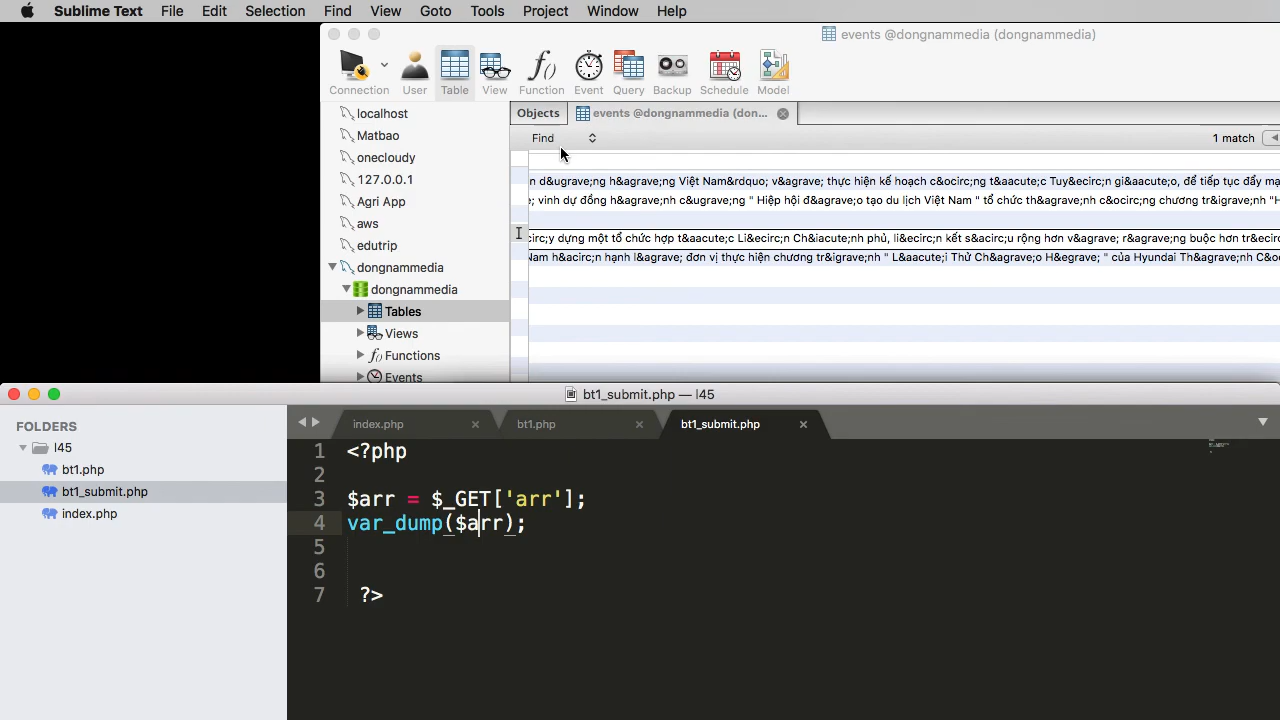 Sublime Text File Edit Selection Find View Goto Tools Project Window Help
events @dongnammedia (dongnammedia)
Connection User Table View Function Event Query Backup Schedule Model
localhost
Matbao
onecloudy
127.0.0.1
Agri App
aws
edutrip
dongnammedia
dongnammedia
Tables
Views
Functions
Events
Objects events @dongnammedia (don...
Find 1 match
n d&ugrave;ng h&agrave;ng Việt Nam&rdquo; v&agrave; thực hiện kế hoạch c&ocirc;ng t&aacute;c Tuy&ecirc;n gi&aacute;o, để tiếp tục đẩy mạ
e; vinh dự đồng h&agrave;nh c&ugrave;ng " Hiệp hội đ&agrave;o tạo du lịch Việt Nam " tổ chức th&agrave;nh c&ocirc;ng chương tr&igrave;nh "H
circ;y dựng một tổ chức hợp t&aacute;c Li&ecirc;n Ch&iacute;nh phủ, li&ecirc;n kết s&acirc;u rộng hơn v&agrave; r&agrave;ng buộc hơn tr&ecirc
Nam h&acirc;n hạnh l&agrave; đơn vị thực hiện chương tr&igrave;nh " L&aacute;i Thử Ch&agrave;o H&egrave; " của Hyundai Th&agrave;nh C&oc
bt1_submit.php — l45
FOLDERS
l45
bt1.php
bt1_submit.php
index.php
index.php bt1.php bt1_submit.php
1 <?php
2
3 $arr = $_GET['arr'];
4 var_dump($arr);
5
6
7 ?>